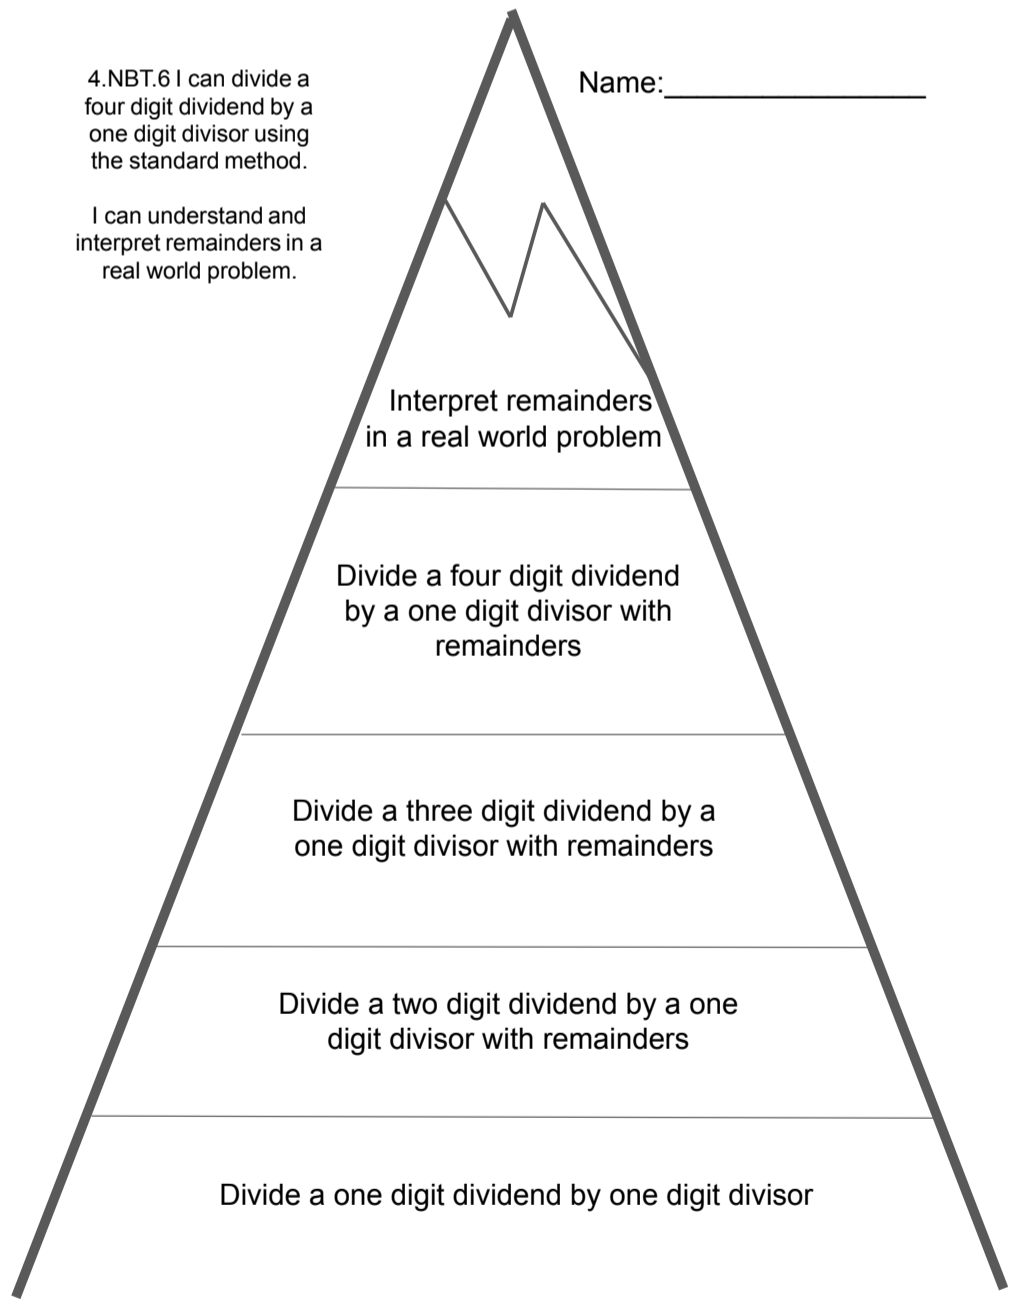 4.NBT.6 I can divide a
four digit dividend by a
one digit divisor using
the standard method.
I can understand and
interpret remainders in a
real world problem.
Name:________________
Interpret remainders
in a real world problem
Divide a four digit dividend
by a one digit divisor with
remainders
Divide a three digit dividend by a
one digit divisor with remainders
Divide a two digit dividend by a one
digit divisor with remainders
Divide a one digit dividend by one digit divisor